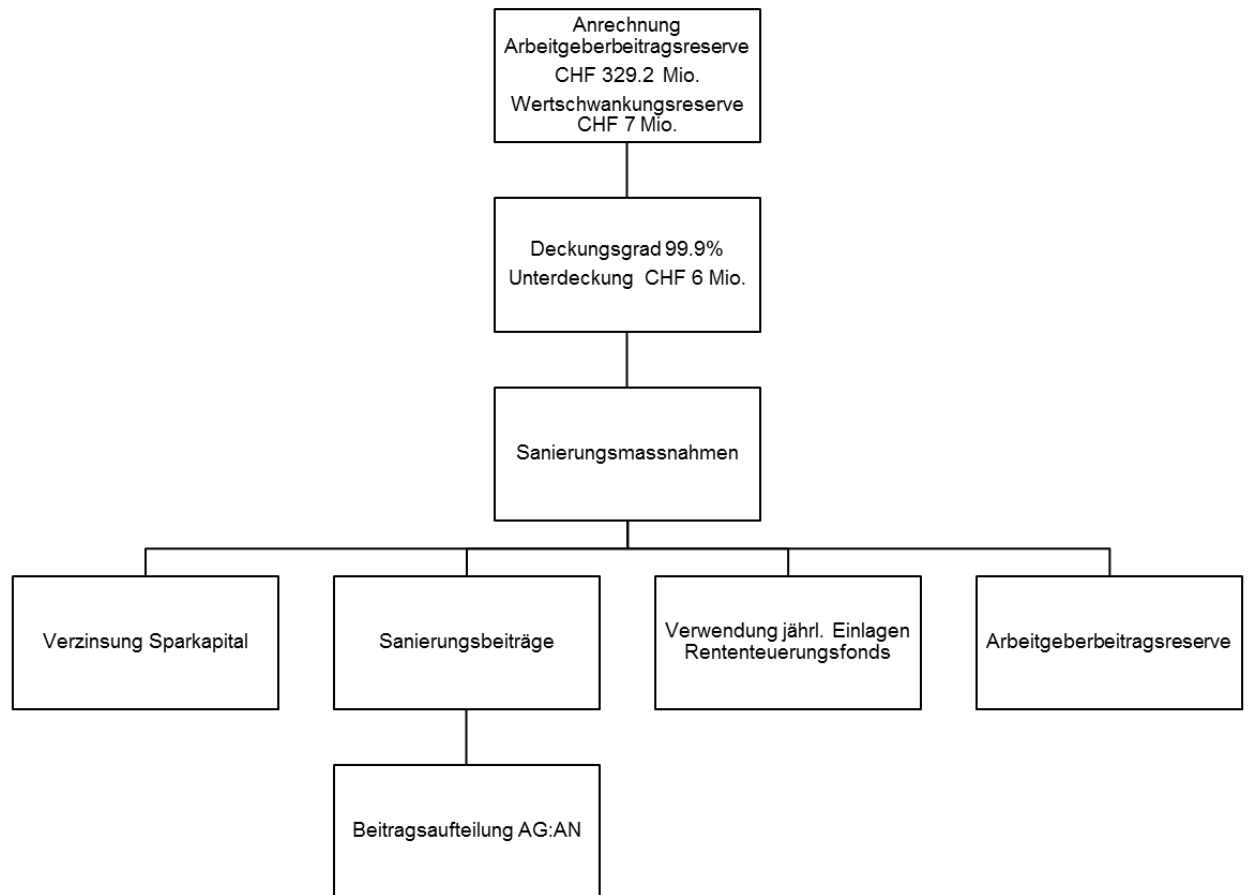 Anrechnung
Arbeitgeberbeitragsreserve
CHF 329.2 Mio.
Wertschwankungsreserve
CHF 7 Mio.
Deckungsgrad 99.9%
Unterdeckung CHF 6 Mio.
Sanierungsmassnahmen
Verzinsung Sparkapital
Sanierungsbeiträge
Verwendung jährl. Einlagen
Rententeuerungsfonds
Arbeitgeberbeitragsreserve
Beitragsaufteilung AG:AN